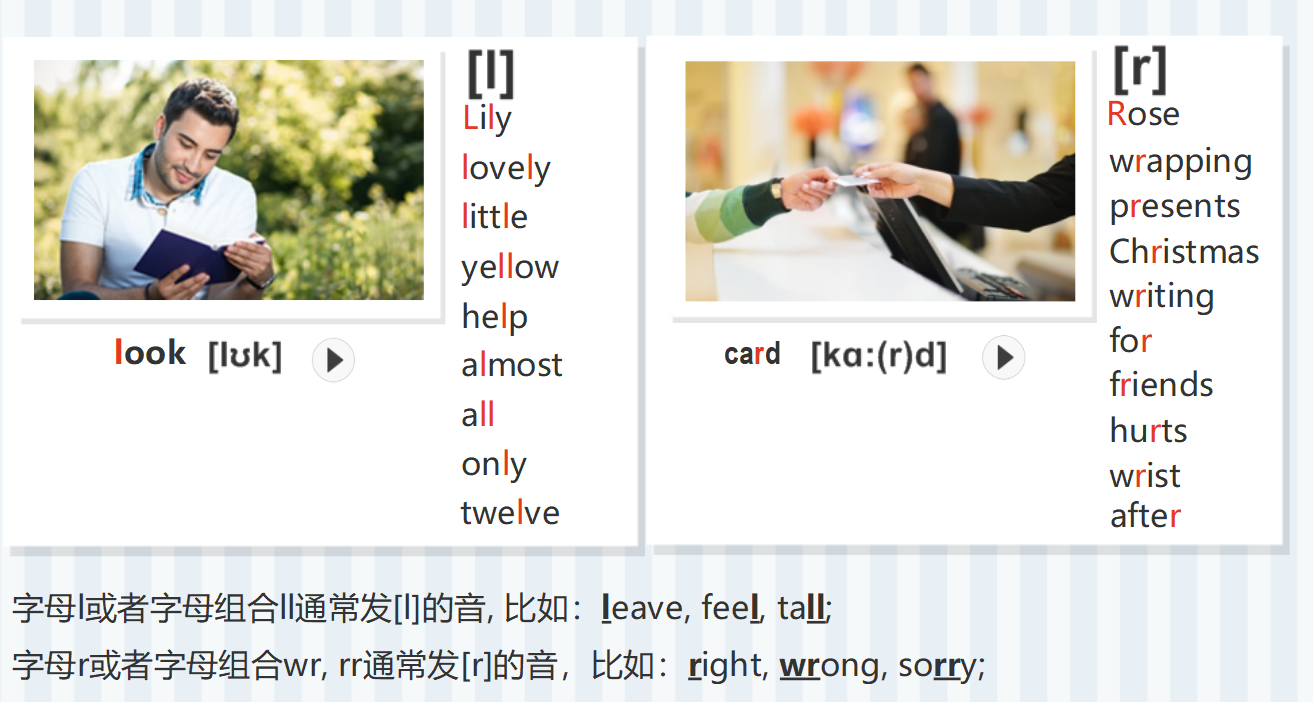 [l]
Lily
lovely
little
yellow
help
almost
all
only
twelve
look [lʊk]
[r]
Rose
wrapping
presents
Christmas
writing
for
friends
hurts
wrist
after
card [kɑ:(r)d]
字母l或者字母组合ll通常发[l]的音, 比如：leave, feel, tall;
字母r或者字母组合wr, rr通常发[r]的音，比如：right, wrong, sorry;